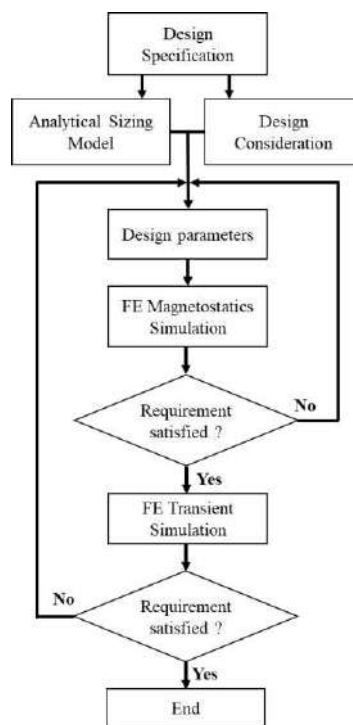 Design
Specification
Analytical Sizing
Model
Design
Consideration
Design parameters
FE Magnetostatics
Simulation
Requirement
satisfied ?
No
Yes
FE Transient
Simulation
No
Requirement
satisfied ?
Yes
End